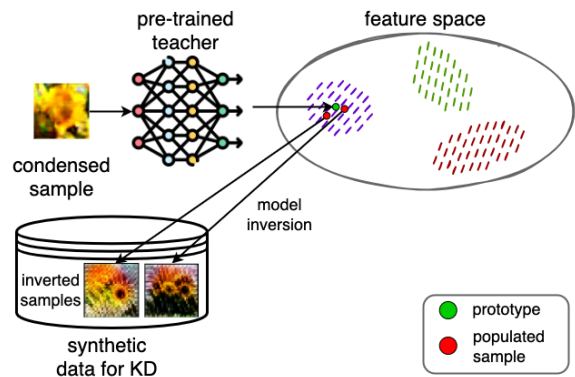 pre-trained
teacher
feature space
condensed
sample
model
inversion
inverted
samples
synthetic
data for KD
prototype
populated
sample